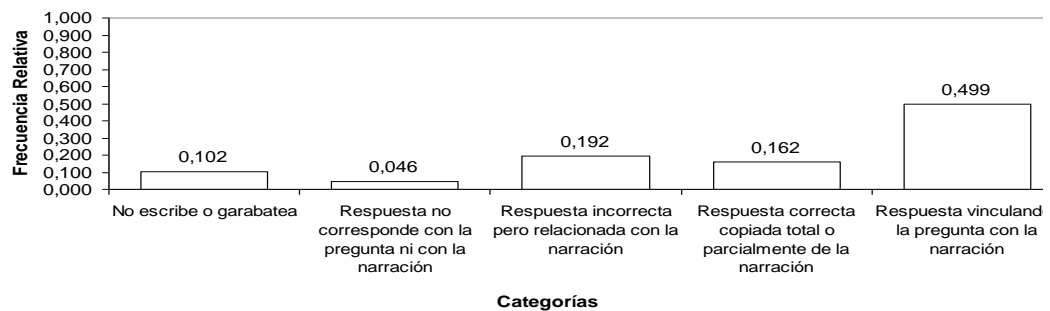 Frecuencia Relativa
1,000
0,900
0,800
0,700
0,600
0,500
0,400
0,300
0,200
0,100
0,000
0,102
0,046
0,192
0,162
0,499
No escribe o garabatea
Respuesta no
corresponde con la
pregunta ni con la
narración
Respuesta incorrecta
pero relacionada con la
narración
Respuesta correcta
copiada total o
parcialmente de la
narración
Respuesta vinculando
la pregunta con la
narración
Categorías